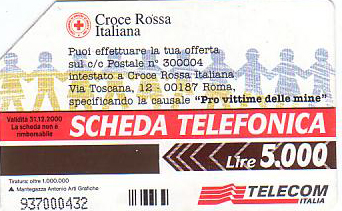 Croce Rossa
Italiana
Puoi effettuare la tua offerta
sul c/c Postale n° 300004
intestato a Croce Rossa Italiana
Via Toscana, 12 - 00187 Roma,
specificando la causale "Pro vittime delle mine"
Validità 31.12.2000
La scheda non è
rimborsabile
SCHEDA TELEFONICA
Lire 5.000
Tiratura: oltre 1.000.000
Mantegazza Antonio Arti Grafiche
937000432
TELECOM
ITALIA